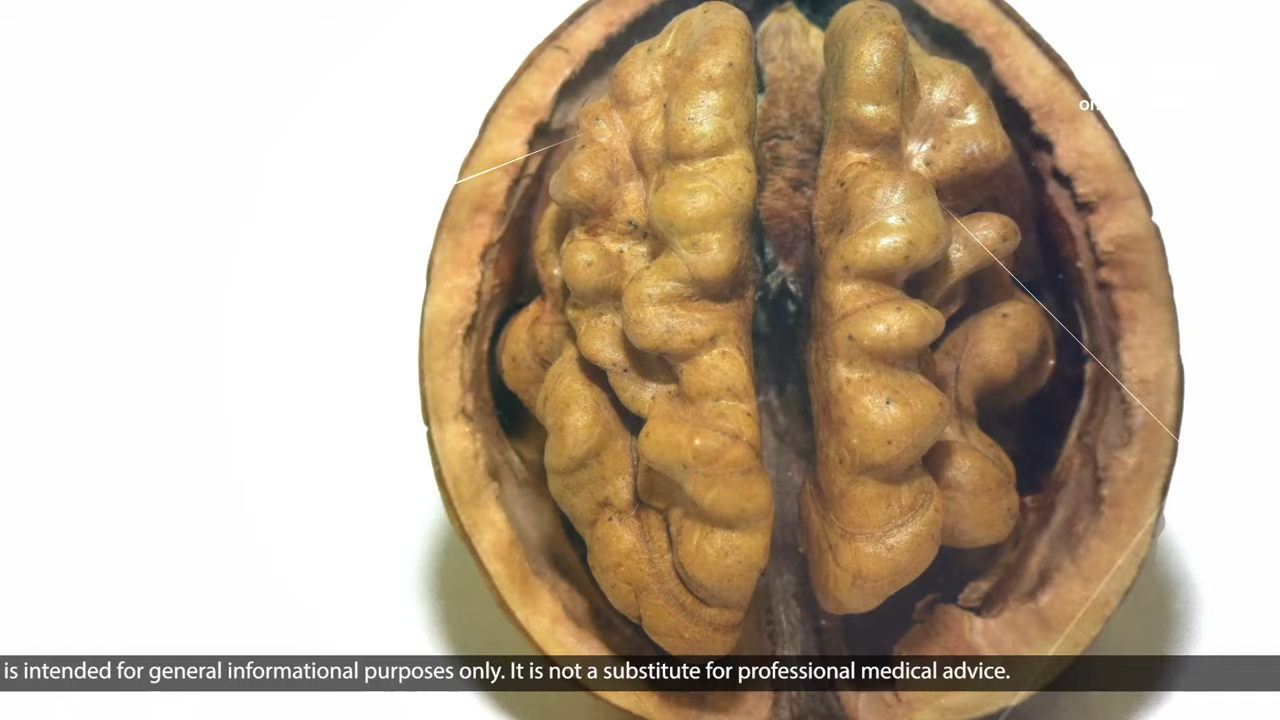 is intended for general informational purposes only. It is not a substitute for professional medical advice.